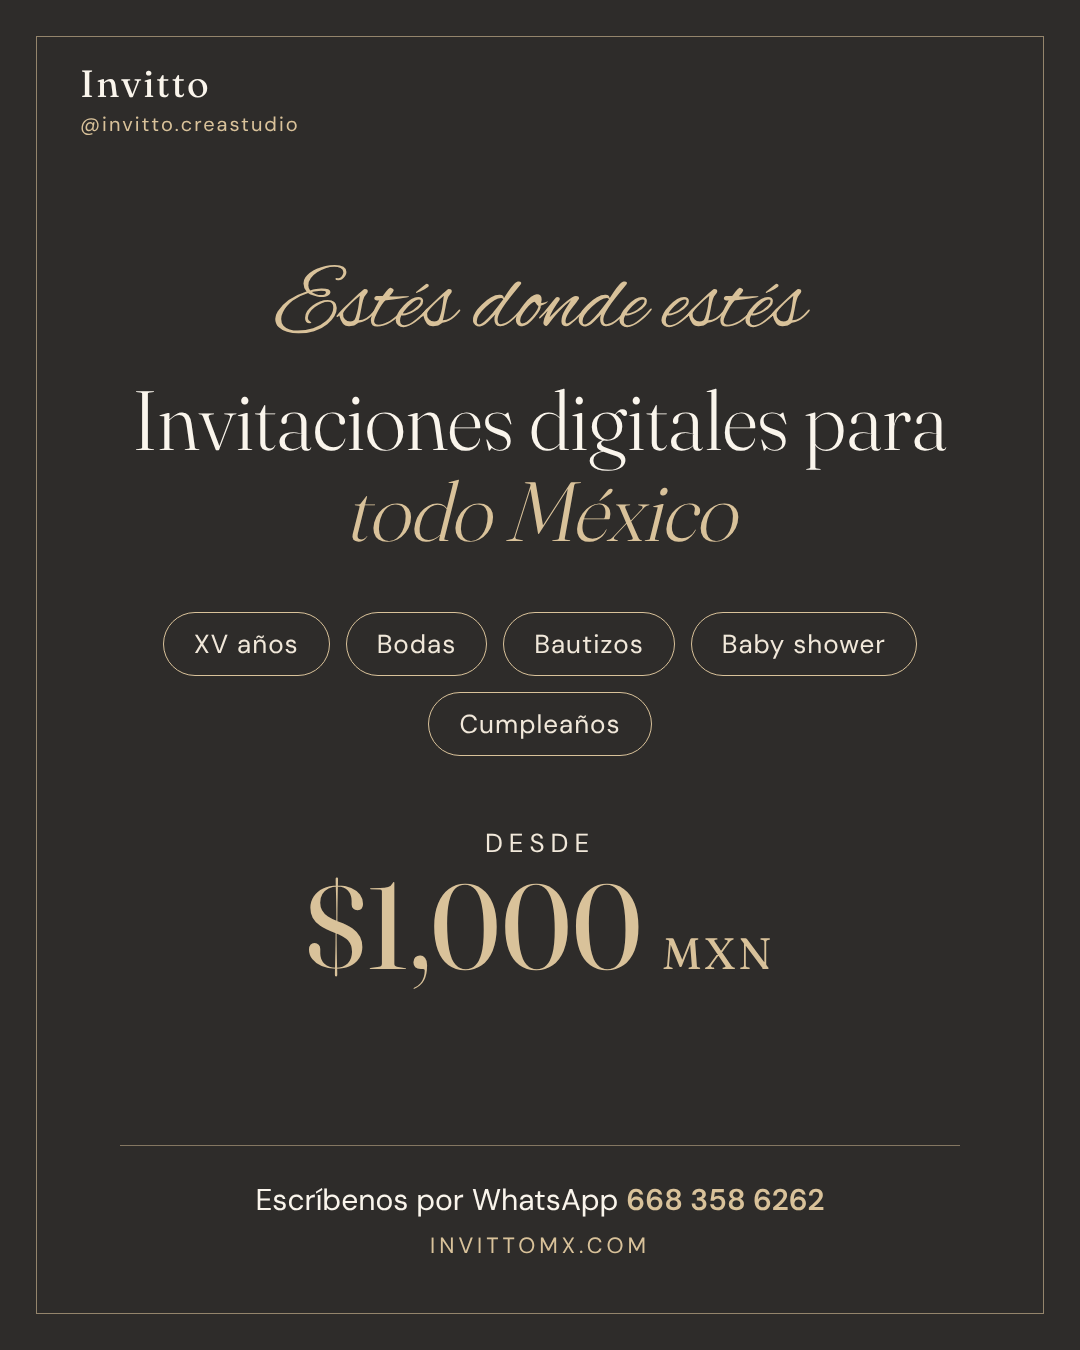 Invitto
@invitto.creastudio
Estés donde estés
Invitaciones digitales para
todo México
XV años
Bodas
Bautizos
Baby shower
Cumpleaños
DESDE
$1,000 MXN
Escríbenos por WhatsApp 668 358 6262
INVITTOMX.COM